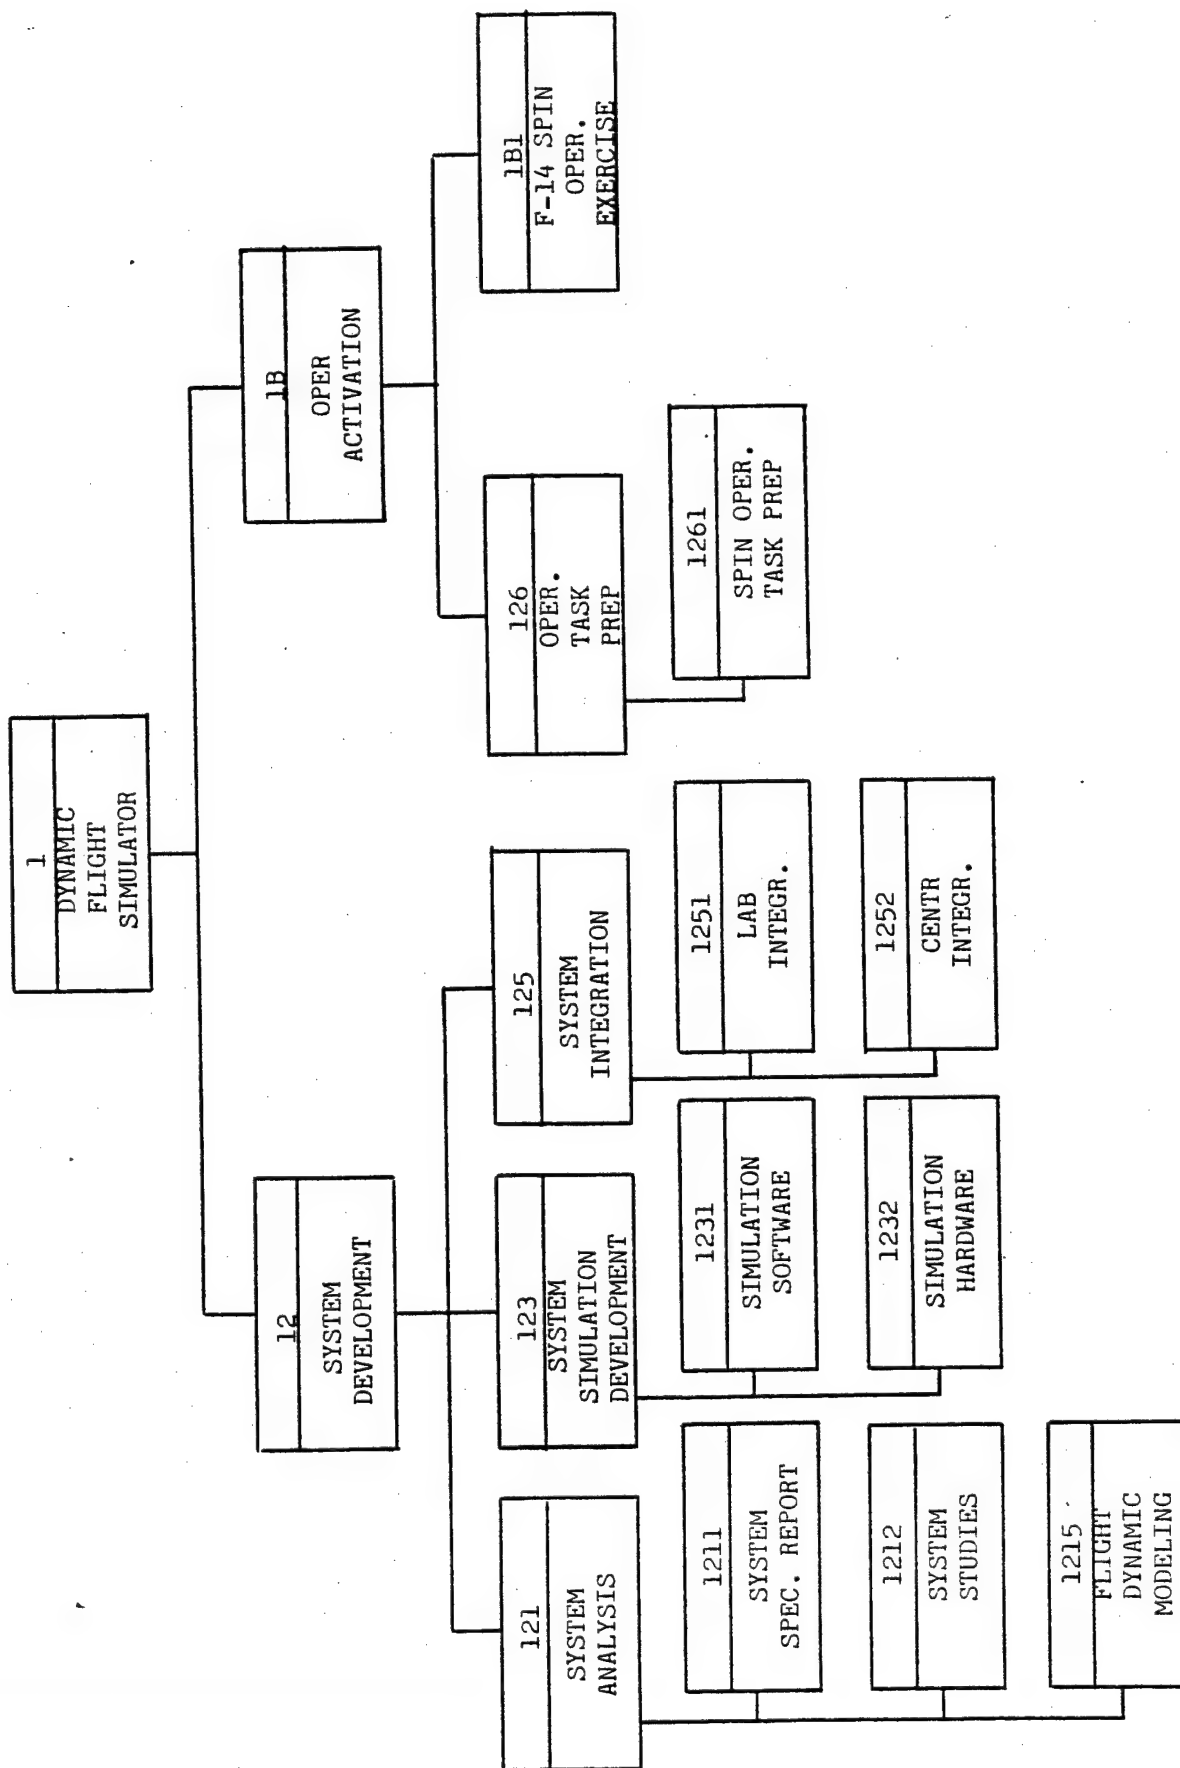 1
DYNAMIC
FLIGHT
SIMULATOR
12
SYSTEM
DEVELOPMENT
1B
OPER
ACTIVATION
121
SYSTEM
ANALYSIS
123
SYSTEM
SIMULATION
DEVELOPMENT
125
SYSTEM
INTEGRATION
126
OPER.
TASK
PREP
1B1
F-14 SPIN
OPER.
EXERCISE
1211
SYSTEM
SPEC. REPORT
1231
SIMULATION
SOFTWARE
1251
LAB
INTEGR.
1261
SPIN OPER.
TASK PREP
1212
SYSTEM
STUDIES
1232
SIMULATION
HARDWARE
1252
CENTR
INTEGR.
1215
FLIGHT
DYNAMIC
MODELING